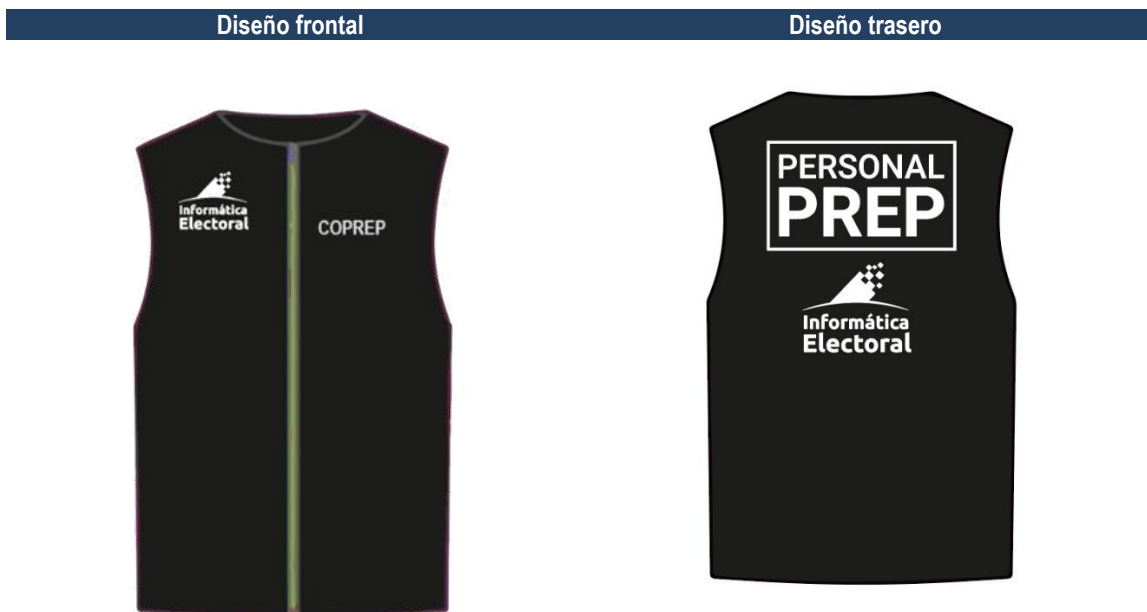 Diseño frontal
Diseño trasero
Informática
Electoral
COPREP
PERSONAL
PREP
Informática
Electoral